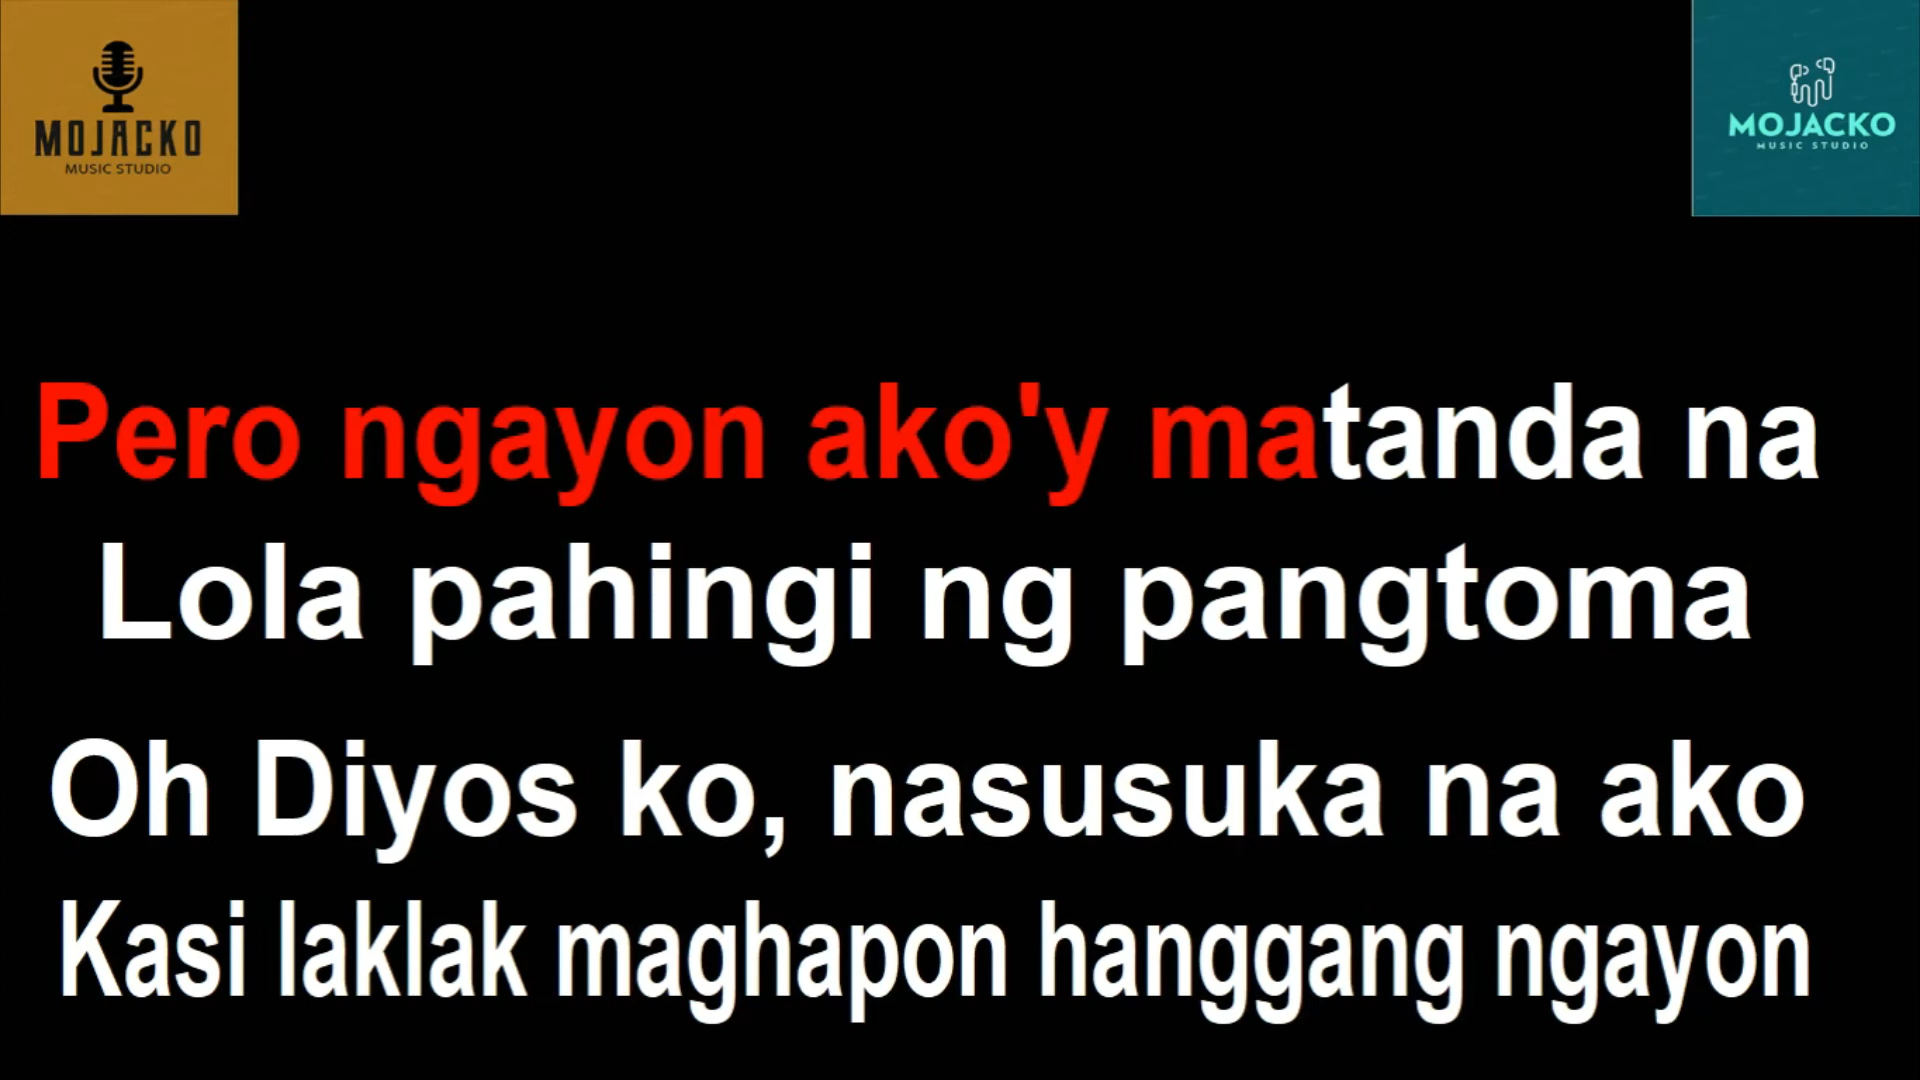 MOJACKO
MUSIC STUDIO
MOJACKO
MUSIC STUDIO
Pero ngayon ako'y matanda na
Lola pahingi ng pangtoma
Oh Diyos ko, nasusuka na ako
Kasi laklak maghapon hanggang ngayon